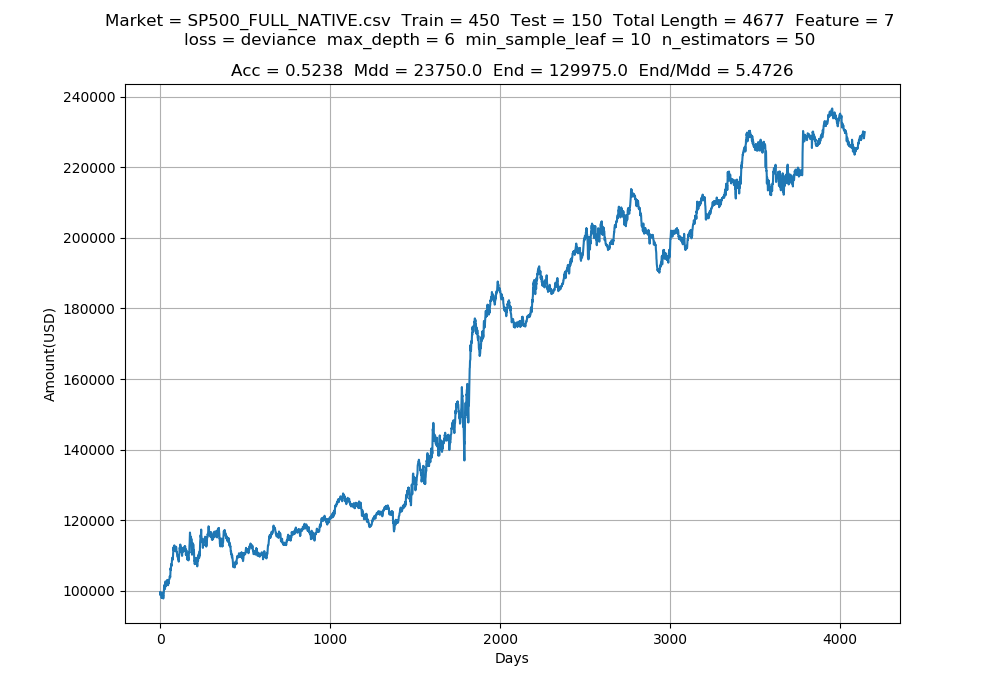 Market = SP500_FULL_NATIVE.csv  Train = 450  Test = 150  Total Length = 4677  Feature = 7
loss = deviance  max_depth = 6  min_sample_leaf = 10  n_estimators = 50
Acc = 0.5238  Mdd = 23750.0  End = 129975.0  End/Mdd = 5.4726
240000
220000
200000
180000
160000
140000
120000
100000
Amount(USD)
0 1000 2000 3000 4000
Days